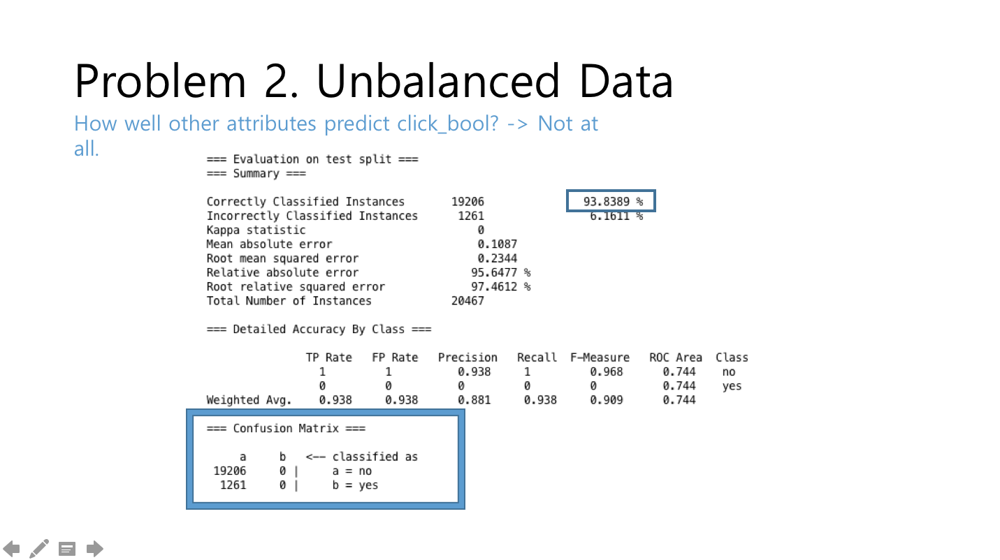 Problem 2. Unbalanced Data
How well other attributes predict click_bool? -> Not at
all.
=== Evaluation on test split ===
=== Summary ===
Correctly Classified Instances 19206 93.8389 %
Incorrectly Classified Instances 1261 6.1611 %
Kappa statistic 0
Mean absolute error 0.1087
Root mean squared error 0.2344
Relative absolute error 95.6477 %
Root relative squared error 97.4612 %
Total Number of Instances 20467
=== Detailed Accuracy By Class ===
TP Rate FP Rate Precision Recall F-Measure ROC Area Class
1 1 0.938 1 0.968 0.744 no
0 0 0 0 0 0.744 yes
Weighted Avg. 0.938 0.938 0.881 0.938 0.909 0.744
=== Confusion Matrix ===
a b <-- classified as
19206 0 | a = no
1261 0 | b = yes